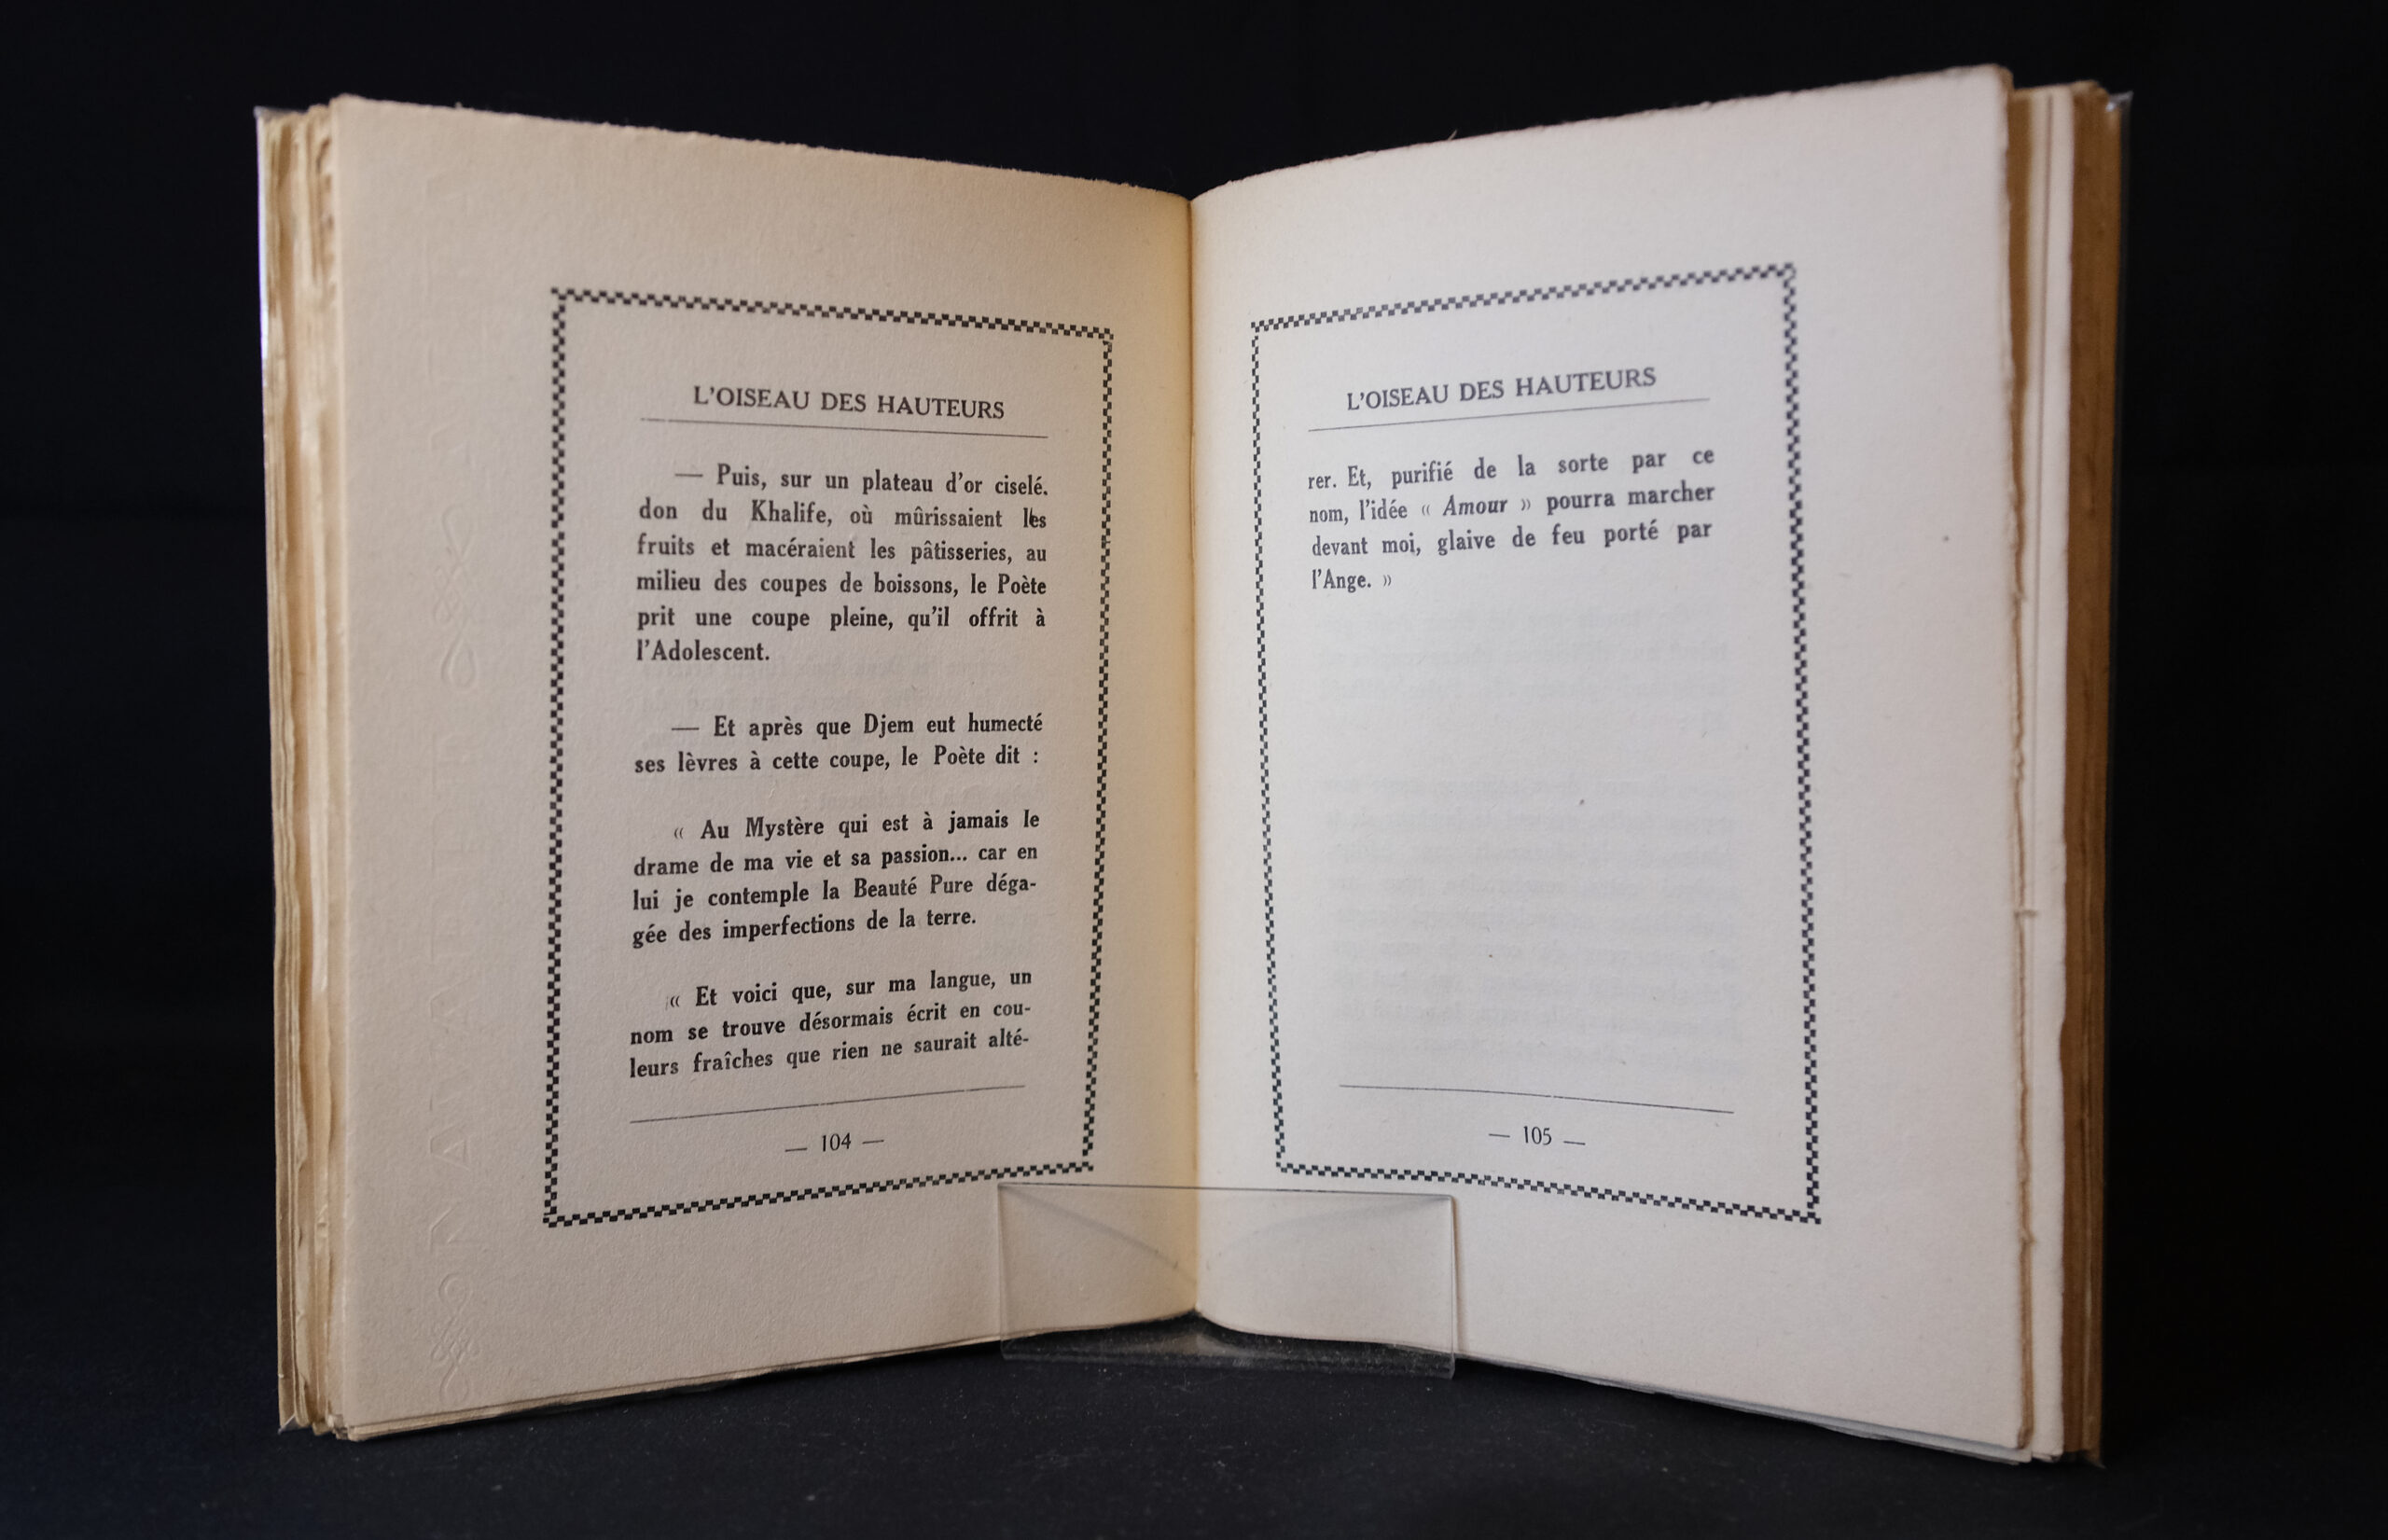 L'OISEAU DES HAUTEURS
— Puis, sur un plateau d'or ciselé.
don du Khalife, où mûrissaient les
fruits et macéraient les pâtisseries, au
milieu des coupes de boissons, le Poète
prit une coupe pleine, qu'il offrit à
l'Adolescent.
— Et après que Djem eut humecté
ses lèvres à cette coupe, le Poète dit :
« Au Mystère qui est à jamais le
drame de ma vie et sa passion... car en
lui je contemple la Beauté Pure déga-
gée des imperfections de la terre.
« Et voici que, sur ma langue, un
nom se trouve désormais écrit en cou-
leurs fraîches que rien ne saurait alté-
— 104 —
L'OISEAU DES HAUTEURS
rer. Et, purifié de la sorte par ce
nom, l'idée « Amour » pourra marcher
devant moi, glaive de feu porté par
l'Ange. »
— 105 —